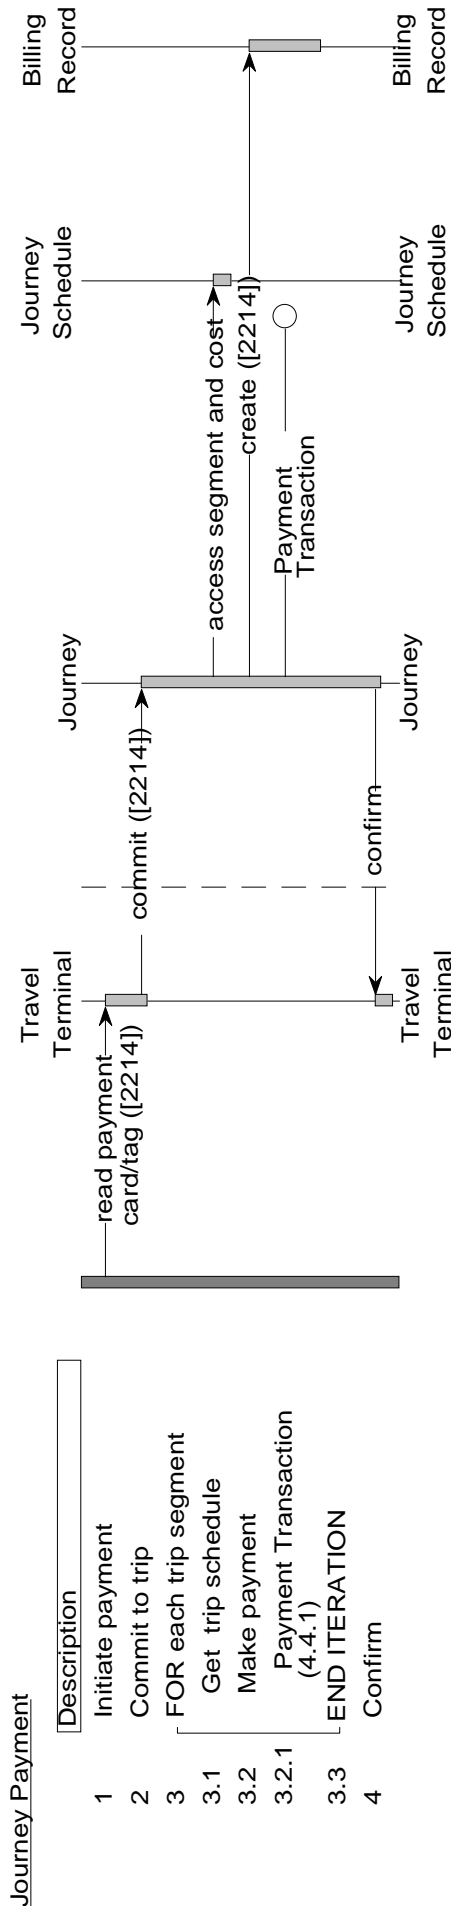 Journey Payment
Description
1 Initiate payment
2 Commit to trip
3 FOR each trip segment
3.1 Get trip schedule
3.2 Make payment
3.2.1 Payment Transaction
(4.4.1)
3.3 END ITERATION
4 Confirm
Travel
Terminal
Journey
Journey
Schedule
Billing
Record
read payment
card/tag ([2214])
commit ([2214])
access segment and cost
create ([2214])
Payment
Transaction
confirm
Travel
Terminal
Journey
Journey
Schedule
Billing
Record